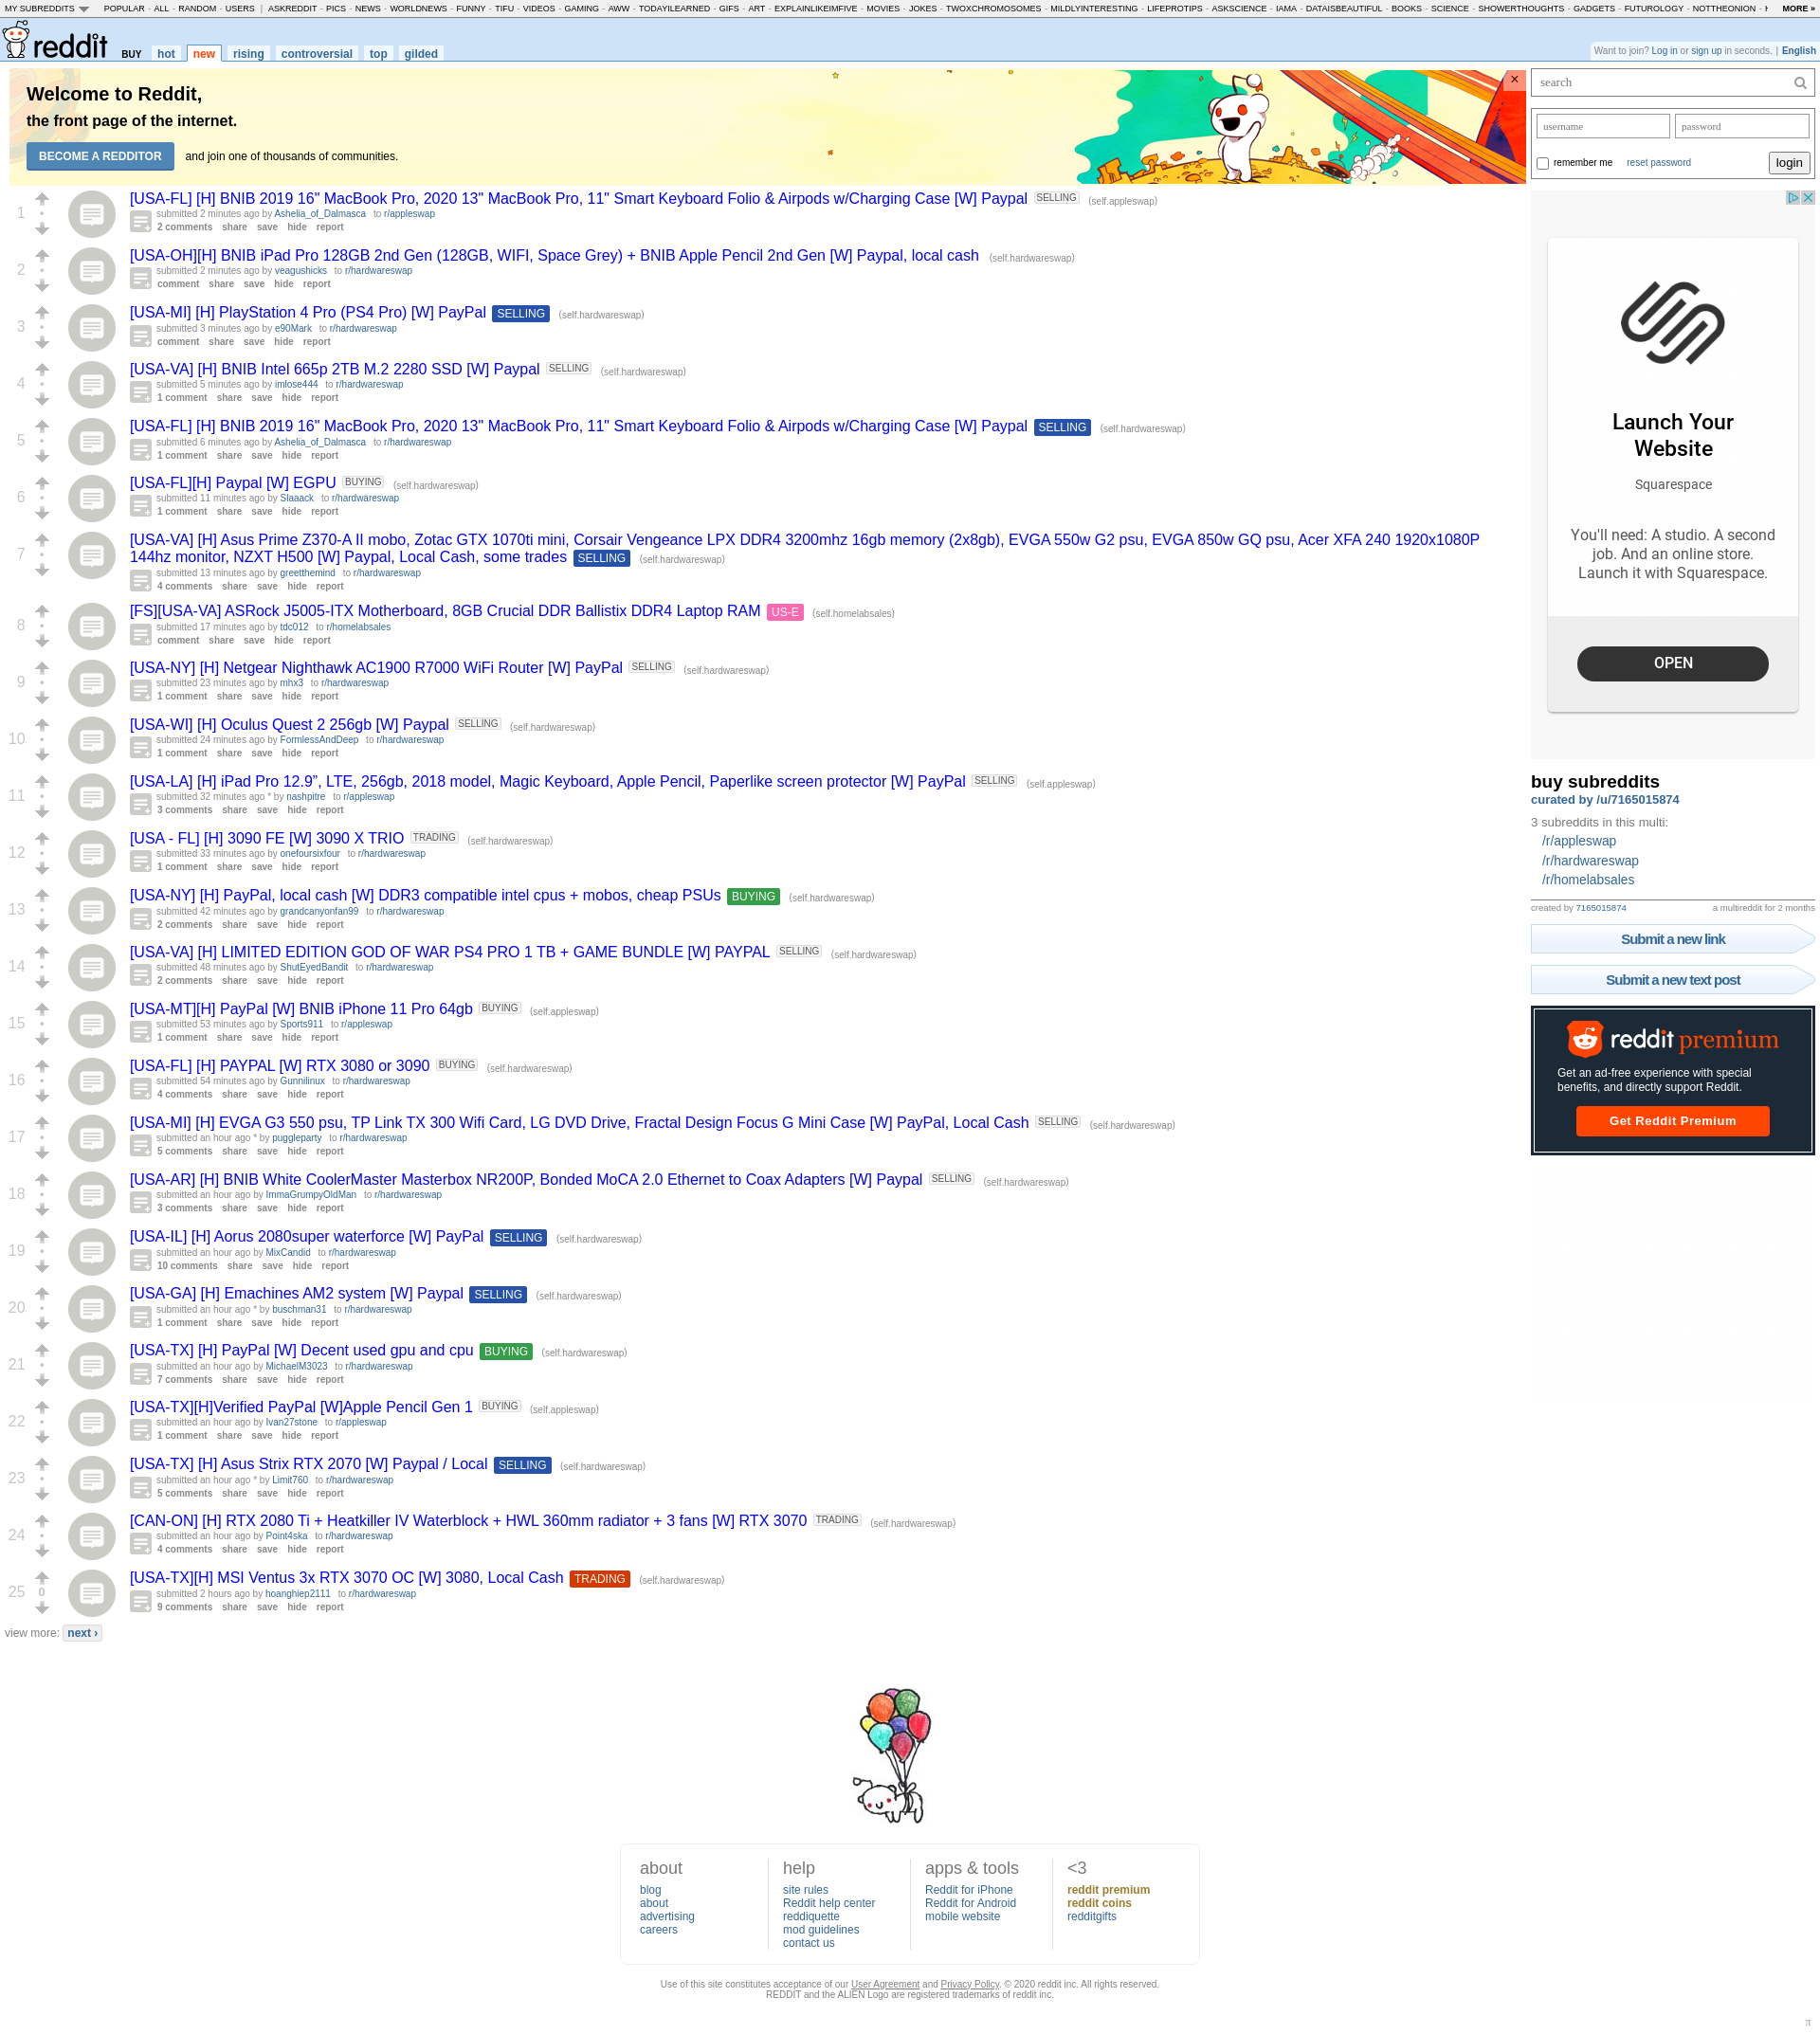 MY SUBREDDITS POPULAR - ALL - RANDOM - USERS | ASKREDDIT - PICS - NEWS - WORLDNEWS - FUNNY - TIFU - VIDEOS - GAMING - AWW - TODAYILEARNED - GIFS - ART - EXPLAINLIKEIMFIVE - MOVIES - JOKES - TWOXCHROMOSOMES - MILDLYINTERESTING - LIFEPROTIPS - ASKSCIENCE - IAMA - DATAISBEAUTIFUL - BOOKS - SCIENCE - SHOWERTHOUGHTS - GADGETS - FUTUROLOGY - NOTTHEONION - MORE »
reddit BUY hot new rising controversial top gilded
Want to join? Log in or sign up in seconds. | English
Welcome to Reddit,
the front page of the internet.
BECOME A REDDITOR and join one of thousands of communities.
×
search
username password
remember me reset password login
1 [USA-FL] [H] BNIB 2019 16" MacBook Pro, 2020 13" MacBook Pro, 11" Smart Keyboard Folio & Airpods w/Charging Case [W] Paypal SELLING (self.appleswap)
submitted 2 minutes ago by Ashelia_of_Dalmasca to r/appleswap
2 comments share save hide report
2 [USA-OH][H] BNIB iPad Pro 128GB 2nd Gen (128GB, WIFI, Space Grey) + BNIB Apple Pencil 2nd Gen [W] Paypal, local cash (self.hardwareswap)
submitted 2 minutes ago by veagushicks to r/hardwareswap
comment share save hide report
3 [USA-MI] [H] PlayStation 4 Pro (PS4 Pro) [W] PayPal SELLING (self.hardwareswap)
submitted 3 minutes ago by e90Mark to r/hardwareswap
comment share save hide report
4 [USA-VA] [H] BNIB Intel 665p 2TB M.2 2280 SSD [W] Paypal SELLING (self.hardwareswap)
submitted 5 minutes ago by imlose444 to r/hardwareswap
1 comment share save hide report
5 [USA-FL] [H] BNIB 2019 16" MacBook Pro, 2020 13" MacBook Pro, 11" Smart Keyboard Folio & Airpods w/Charging Case [W] Paypal SELLING (self.hardwareswap)
submitted 6 minutes ago by Ashelia_of_Dalmasca to r/hardwareswap
1 comment share save hide report
6 [USA-FL][H] Paypal [W] EGPU BUYING (self.hardwareswap)
submitted 11 minutes ago by Slaaack to r/hardwareswap
1 comment share save hide report
7 [USA-VA] [H] Asus Prime Z370-A II mobo, Zotac GTX 1070ti mini, Corsair Vengeance LPX DDR4 3200mhz 16gb memory (2x8gb), EVGA 550w G2 psu, EVGA 850w GQ psu, Acer XFA 240 1920x1080P
144hz monitor, NZXT H500 [W] Paypal, Local Cash, some trades SELLING (self.hardwareswap)
submitted 13 minutes ago by greetthemind to r/hardwareswap
4 comments share save hide report
8 [FS][USA-VA] ASRock J5005-ITX Motherboard, 8GB Crucial DDR Ballistix DDR4 Laptop RAM US-E (self.homelabsales)
submitted 17 minutes ago by tdc012 to r/homelabsales
comment share save hide report
9 [USA-NY] [H] Netgear Nighthawk AC1900 R7000 WiFi Router [W] PayPal SELLING (self.hardwareswap)
submitted 23 minutes ago by mhx3 to r/hardwareswap
1 comment share save hide report
10 [USA-WI] [H] Oculus Quest 2 256gb [W] Paypal SELLING (self.hardwareswap)
submitted 24 minutes ago by FormlessAndDeep to r/hardwareswap
1 comment share save hide report
11 [USA-LA] [H] iPad Pro 12.9", LTE, 256gb, 2018 model, Magic Keyboard, Apple Pencil, Paperlike screen protector [W] PayPal SELLING (self.appleswap)
submitted 32 minutes ago * by nashpitre to r/appleswap
3 comments share save hide report
12 [USA - FL] [H] 3090 FE [W] 3090 X TRIO TRADING (self.hardwareswap)
submitted 33 minutes ago by onefoursixfour to r/hardwareswap
1 comment share save hide report
13 [USA-NY] [H] PayPal, local cash [W] DDR3 compatible intel cpus + mobos, cheap PSUs BUYING (self.hardwareswap)
submitted 42 minutes ago by grandcanyonfan99 to r/hardwareswap
2 comments share save hide report
14 [USA-VA] [H] LIMITED EDITION GOD OF WAR PS4 PRO 1 TB + GAME BUNDLE [W] PAYPAL SELLING (self.hardwareswap)
submitted 48 minutes ago by ShutEyedBandit to r/hardwareswap
2 comments share save hide report
15 [USA-MT][H] PayPal [W] BNIB iPhone 11 Pro 64gb BUYING (self.appleswap)
submitted 53 minutes ago by Sports911 to r/appleswap
1 comment share save hide report
16 [USA-FL] [H] PAYPAL [W] RTX 3080 or 3090 BUYING (self.hardwareswap)
submitted 54 minutes ago by Gunnilinux to r/hardwareswap
4 comments share save hide report
17 [USA-MI] [H] EVGA G3 550 psu, TP Link TX 300 Wifi Card, LG DVD Drive, Fractal Design Focus G Mini Case [W] PayPal, Local Cash SELLING (self.hardwareswap)
submitted an hour ago * by puggleparty to r/hardwareswap
5 comments share save hide report
18 [USA-AR] [H] BNIB White CoolerMaster Masterbox NR200P, Bonded MoCA 2.0 Ethernet to Coax Adapters [W] Paypal SELLING (self.hardwareswap)
submitted an hour ago by ImmaGrumpyOldMan to r/hardwareswap
3 comments share save hide report
19 [USA-IL] [H] Aorus 2080super waterforce [W] PayPal SELLING (self.hardwareswap)
submitted an hour ago by MixCandid to r/hardwareswap
10 comments share save hide report
20 [USA-GA] [H] Emachines AM2 system [W] Paypal SELLING (self.hardwareswap)
submitted an hour ago * by buschman31 to r/hardwareswap
1 comment share save hide report
21 [USA-TX] [H] PayPal [W] Decent used gpu and cpu BUYING (self.hardwareswap)
submitted an hour ago by MichaelM3023 to r/hardwareswap
7 comments share save hide report
22 [USA-TX][H]Verified PayPal [W]Apple Pencil Gen 1 BUYING (self.appleswap)
submitted an hour ago by Ivan27stone to r/appleswap
1 comment share save hide report
23 [USA-TX] [H] Asus Strix RTX 2070 [W] Paypal / Local SELLING (self.hardwareswap)
submitted an hour ago * by Limit760 to r/hardwareswap
5 comments share save hide report
24 [CAN-ON] [H] RTX 2080 Ti + Heatkiller IV Waterblock + HWL 360mm radiator + 3 fans [W] RTX 3070 TRADING (self.hardwareswap)
submitted an hour ago by Point4ska to r/hardwareswap
4 comments share save hide report
25 0 [USA-TX][H] MSI Ventus 3x RTX 3070 OC [W] 3080, Local Cash TRADING (self.hardwareswap)
submitted 2 hours ago by hoanghiep2111 to r/hardwareswap
9 comments share save hide report
view more: next ›
Launch Your
Website
Squarespace
You'll need: A studio. A second
job. And an online store.
Launch it with Squarespace.
OPEN
buy subreddits
curated by /u/7165015874
3 subreddits in this multi:
/r/appleswap
/r/hardwareswap
/r/homelabsales
created by 7165015874 a multireddit for 2 months
Submit a new link
Submit a new text post
reddit premium
Get an ad-free experience with special
benefits, and directly support Reddit.
Get Reddit Premium
about
blog
about
advertising
careers
help
site rules
Reddit help center
reddiquette
mod guidelines
contact us
apps & tools
Reddit for iPhone
Reddit for Android
mobile website
<3
reddit premium
reddit coins
redditgifts
Use of this site constitutes acceptance of our User Agreement and Privacy Policy. © 2020 reddit inc. All rights reserved.
REDDIT and the ALIEN Logo are registered trademarks of reddit inc.
π